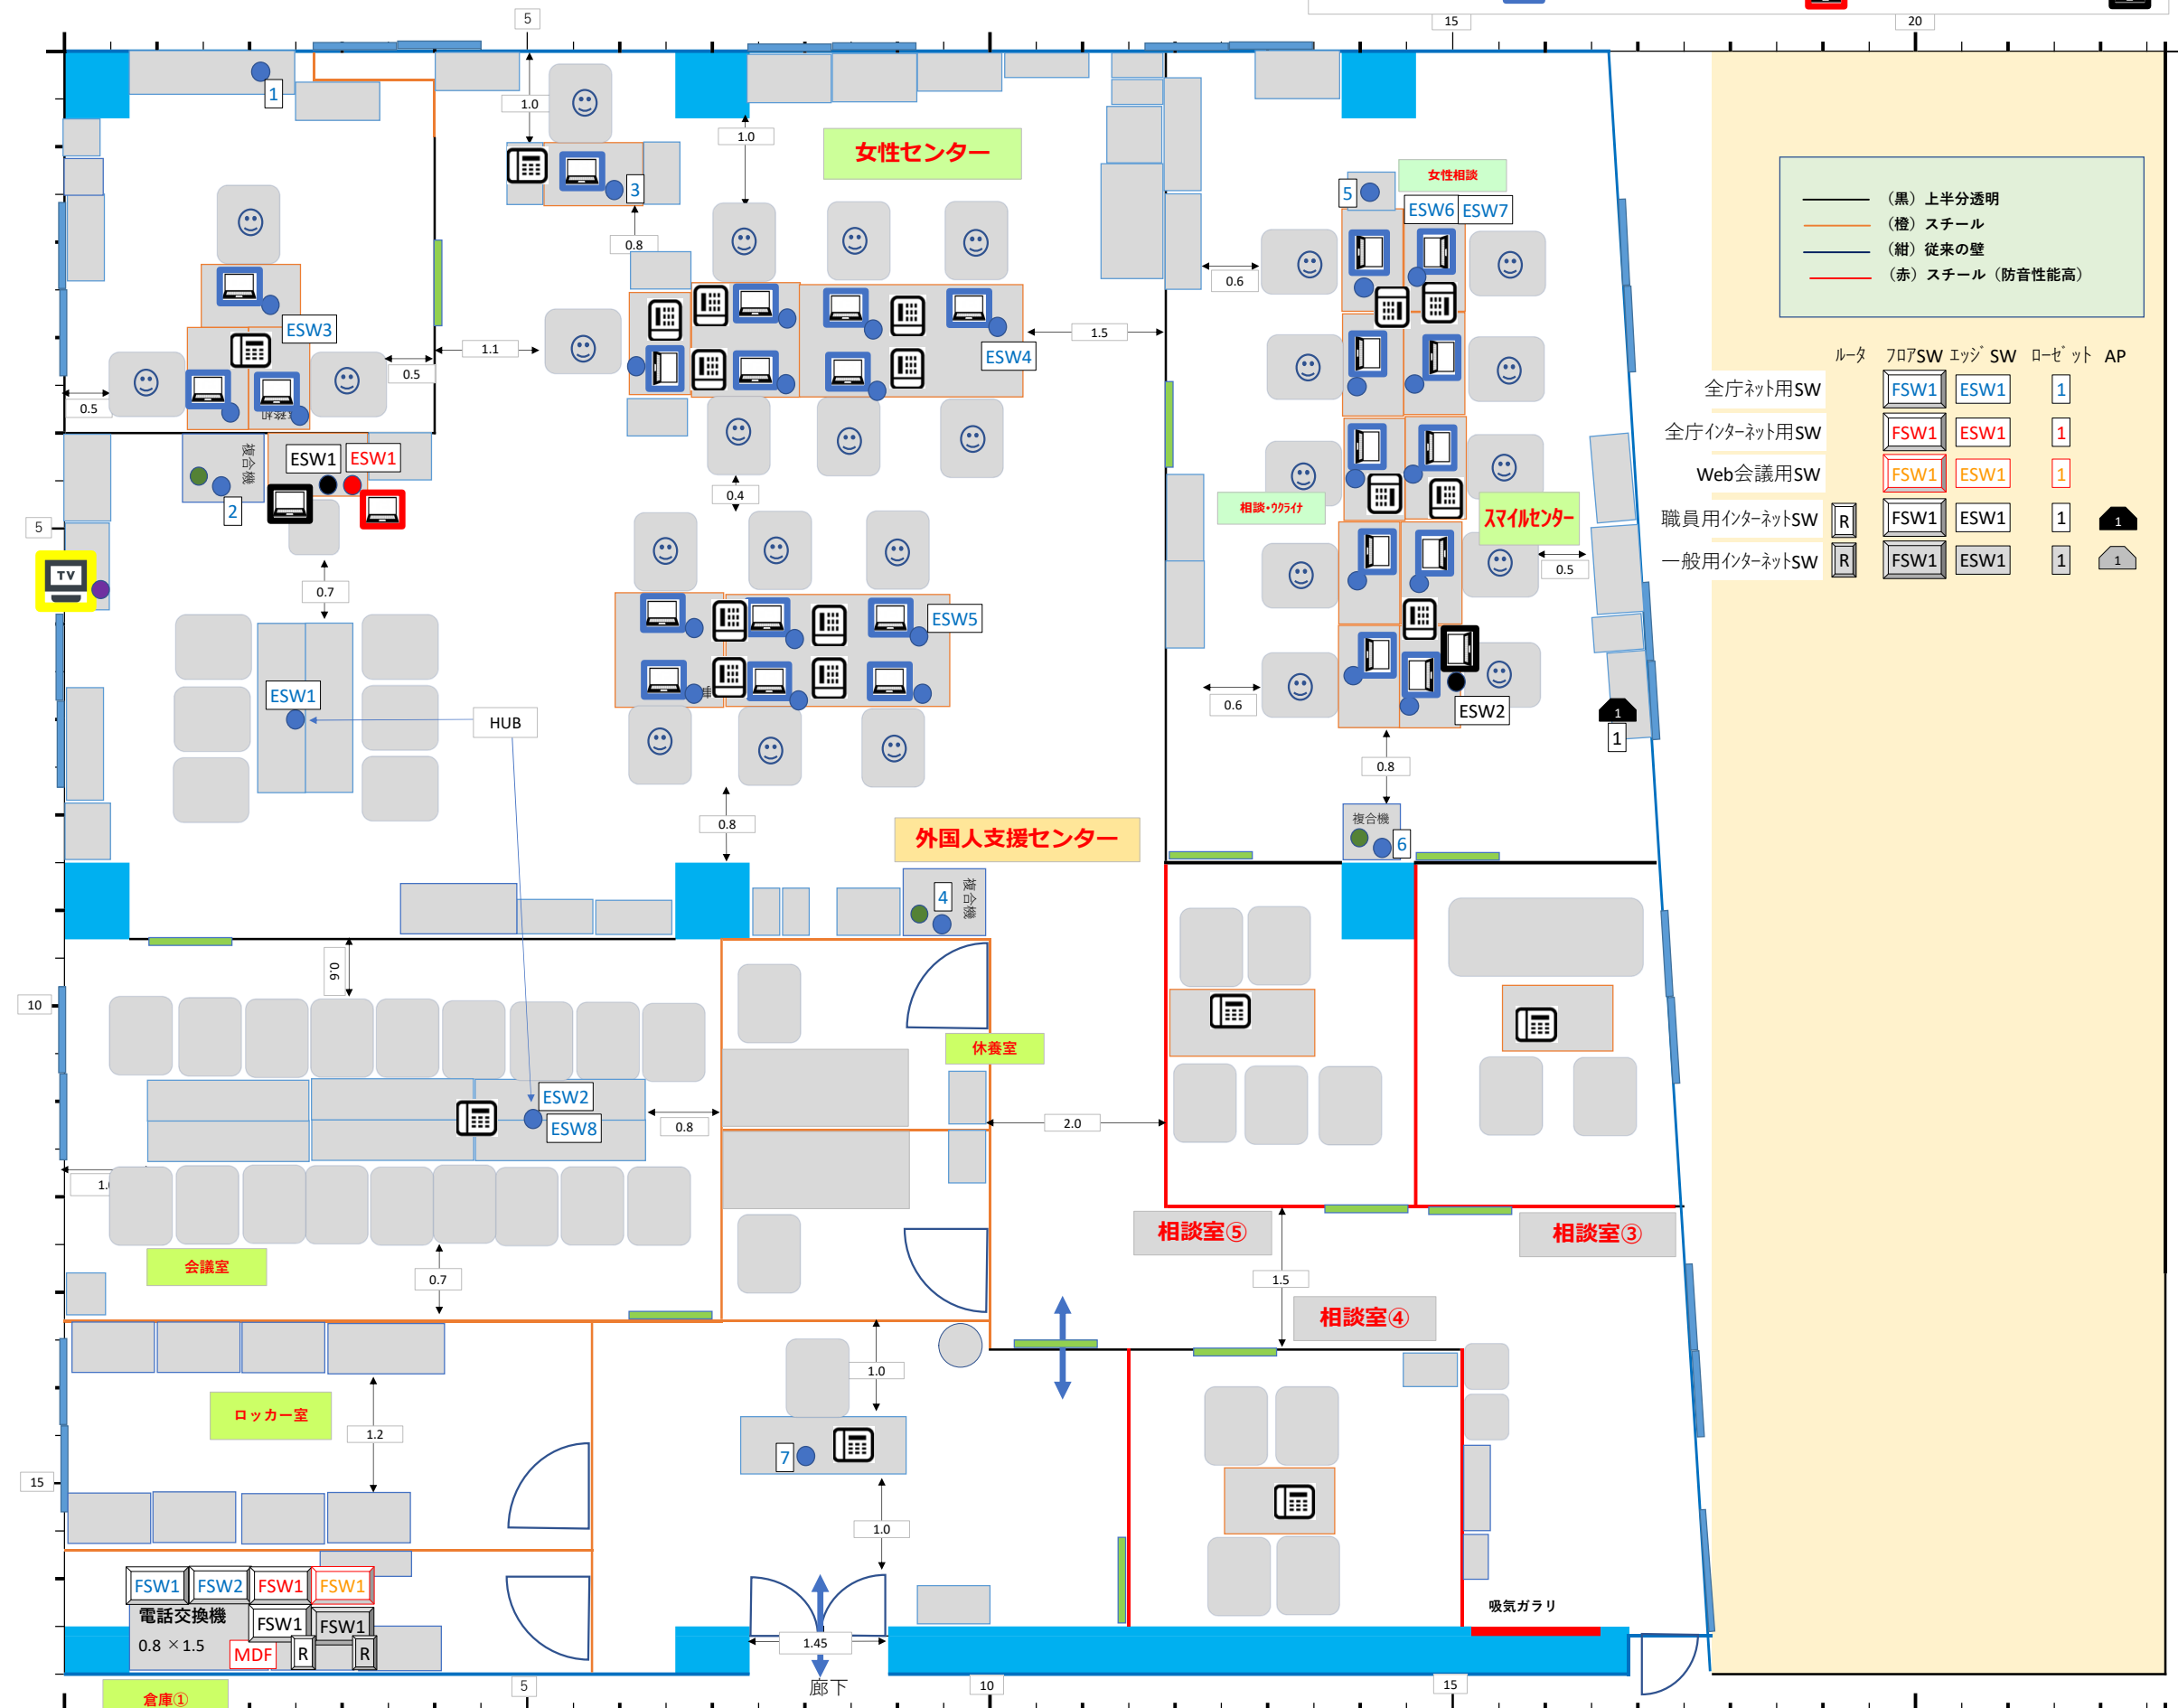 5
15
20
1
1.0
1.0
女性センター
3
女性相談
5
ESW6
ESW7
(黒) 上半分透明
(橙) スチール
(紺) 従来の壁
(赤) スチール (防音性能高)
0.8
0.6
ESW3
1.1
1.5
ESW4
0.5
0.5
ルータ
フロアSW
エッジSW
ローゼット
AP
全庁ネット用SW
FSW1
ESW1
1
全庁インターネット用SW
FSW1
ESW1
1
Web会議用SW
FSW1
ESW1
1
職員用インターネットSW
R
FSW1
ESW1
1
1
一般用インターネットSW
R
FSW1
ESW1
1
1
複合機
ESW1
ESW1
2
0.4
相談・ウクライナ
スマイルセンター
5
TV
0.7
0.5
ESW5
ESW1
HUB
0.6
ESW2
1
1
0.8
0.8
外国人支援センター
複合機
6
4
複合機
0.6
10
休養室
ESW2
ESW8
0.8
2.0
1.
相談室⑤
相談室③
会議室
0.7
1.5
相談室④
1.0
ロッカー室
1.2
7
15
1.0
FSW1
FSW2
FSW1
FSW1
電話交換機
FSW1
FSW1
0.8 ×1.5
MDF
R
R
吸気ガラリ
1.45
廊下
倉庫①
5
10
15